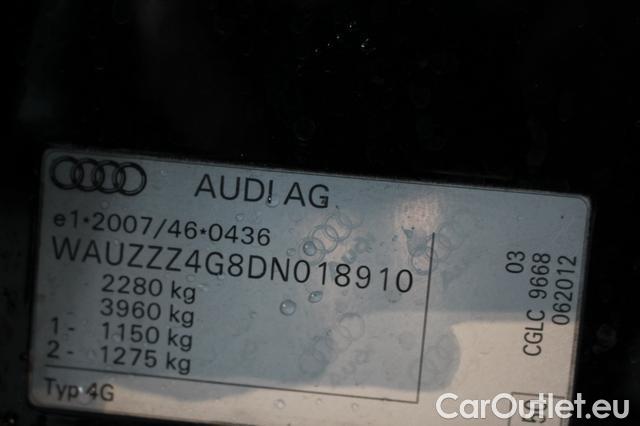 AUDI AG
e1*2007/46*0436
WAUZZZ4G8DN018910
2280 kg
3960 kg
1 - 1150 kg
2 - 1275 kg
Typ 4G
03
CGLC 9668
062012
CarOutlet.eu